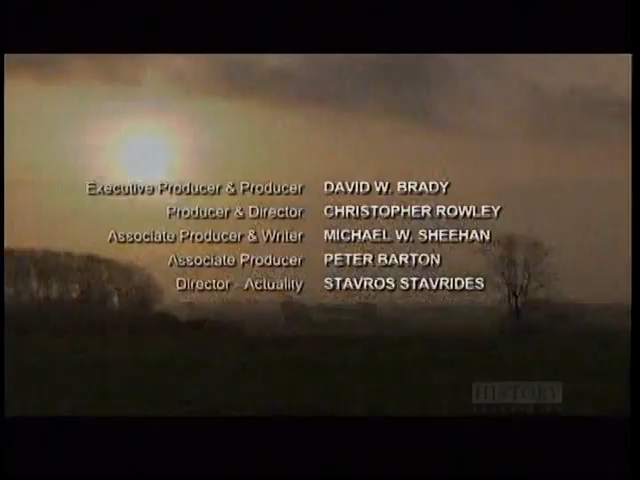 Executive Producer & Producer DAVID W. BRADY
Producer & Director CHRISTOPHER ROWLEY
Associate Producer & Writer MICHAEL W. SHEEHAN
Associate Producer PETER BARTON
Director - Actuality STAVROS STAVRIDES
HISTORY